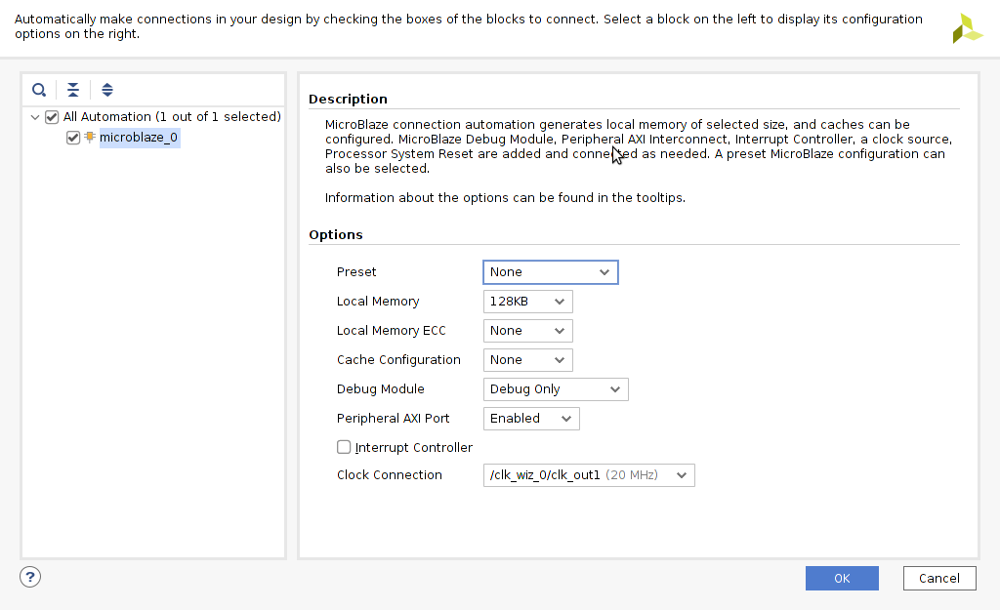 Automatically make connections in your design by checking the boxes of the blocks to connect. Select a block on the left to display its configuration
options on the right.
All Automation (1 out of 1 selected)
microblaze_0
Description
MicroBlaze connection automation generates local memory of selected size, and caches can be
configured. MicroBlaze Debug Module, Peripheral AXI Interconnect, Interrupt Controller, a clock source,
Processor System Reset are added and connected as needed. A preset MicroBlaze configuration can
also be selected.
Information about the options can be found in the tooltips.
Options
Preset None
Local Memory 128KB
Local Memory ECC None
Cache Configuration None
Debug Module Debug Only
Peripheral AXI Port Enabled
Interrupt Controller
Clock Connection /clk_wiz_0/clk_out1 (20 MHz)
? OK Cancel